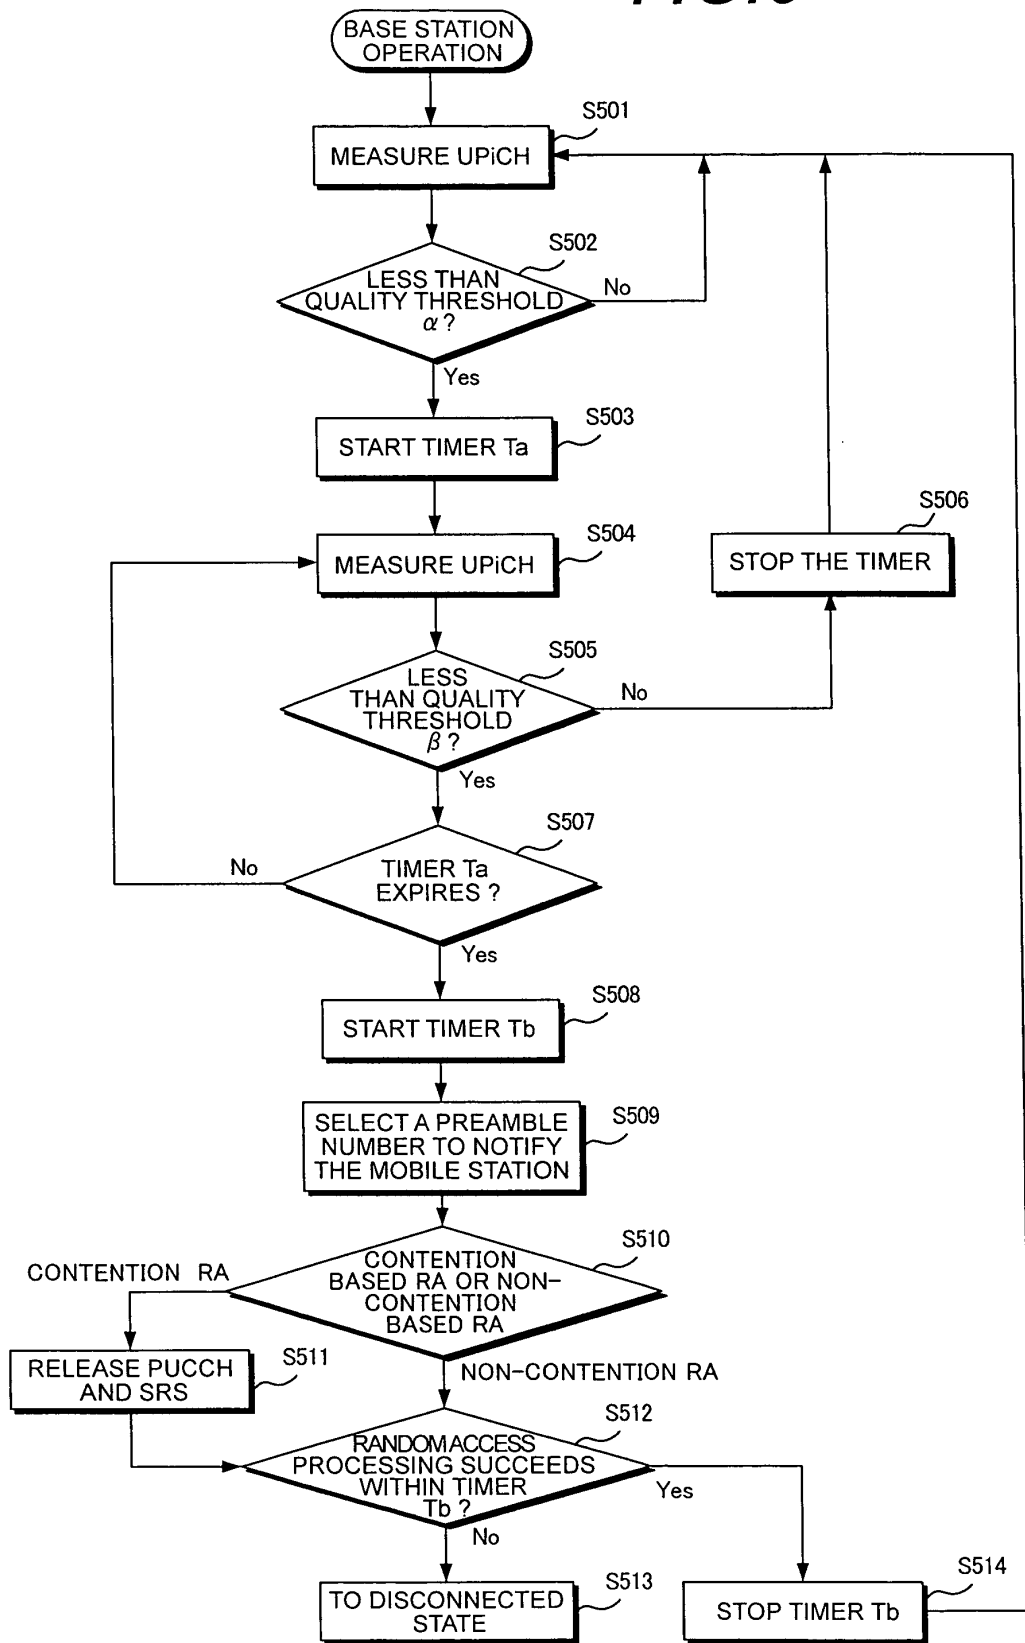 BASE STATION
OPERATION
S501
MEASURE UPiCH
S502
LESS THAN
QUALITY THRESHOLD
α ?
No
Yes
S503
START TIMER Ta
S504
MEASURE UPiCH
S506
STOP THE TIMER
S505
LESS
THAN QUALITY
THRESHOLD
β ?
No
Yes
S507
TIMER Ta
EXPIRES ?
No
Yes
S508
START TIMER Tb
S509
SELECT A PREAMBLE
NUMBER TO NOTIFY
THE MOBILE STATION
S510
CONTENTION
BASED RA OR NON-
CONTENTION
BASED RA
CONTENTION RA
S511
RELEASE PUCCH
AND SRS
NON-CONTENTION RA
S512
RANDOM ACCESS
PROCESSING SUCCEEDS
WITHIN TIMER
Tb ?
Yes
No
S513
TO DISCONNECTED
STATE
S514
STOP TIMER Tb